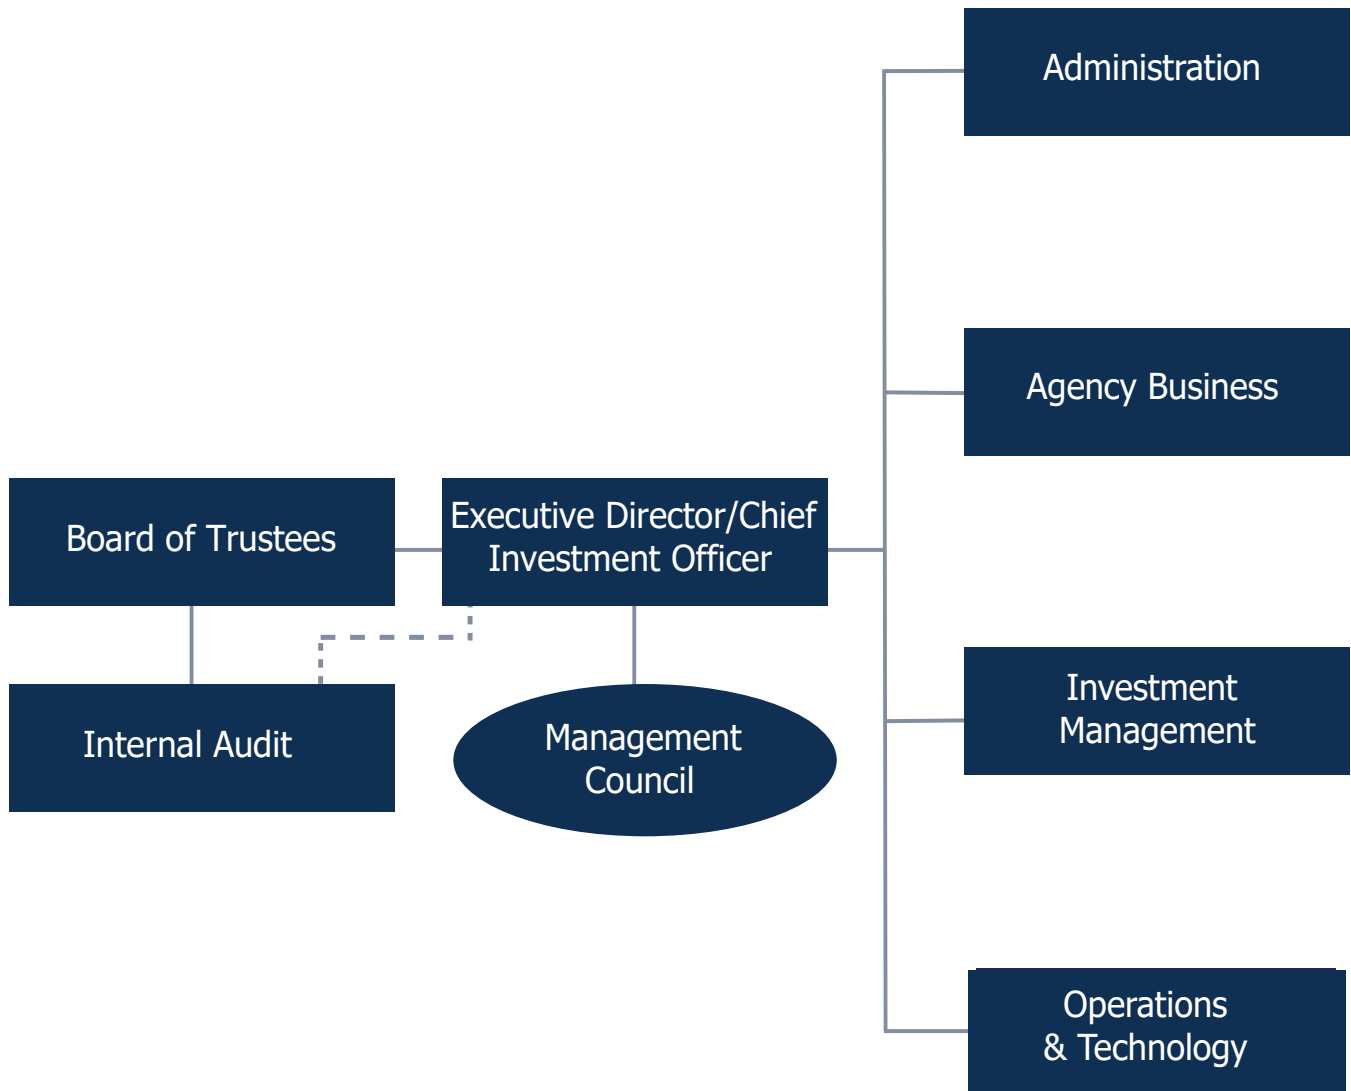 Administration
Agency Business
Board of Trustees
Executive Director/Chief
Investment Officer
Internal Audit
Management
Council
Investment
Management
Operations
& Technology